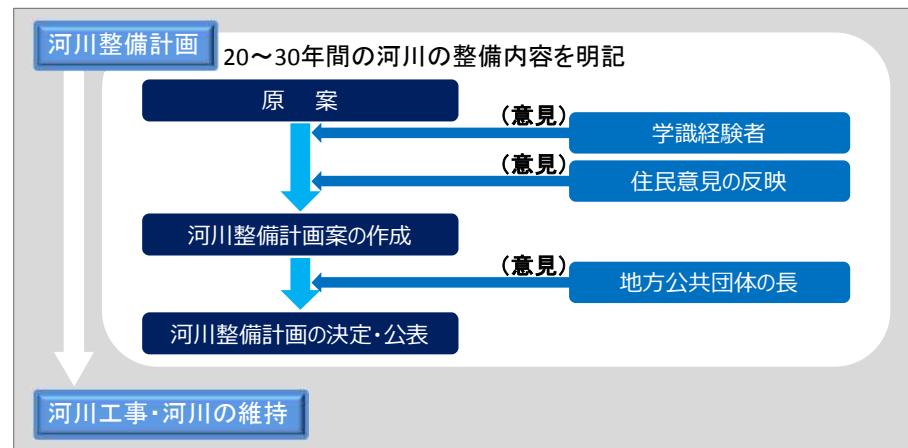 河川整備計画
20～30年間の河川の整備内容を明記
原　案
（意見）
学識経験者
（意見）
住民意見の反映
河川整備計画案の作成
（意見）
地方公共団体の長
河川整備計画の決定・公表
河川工事・河川の維持